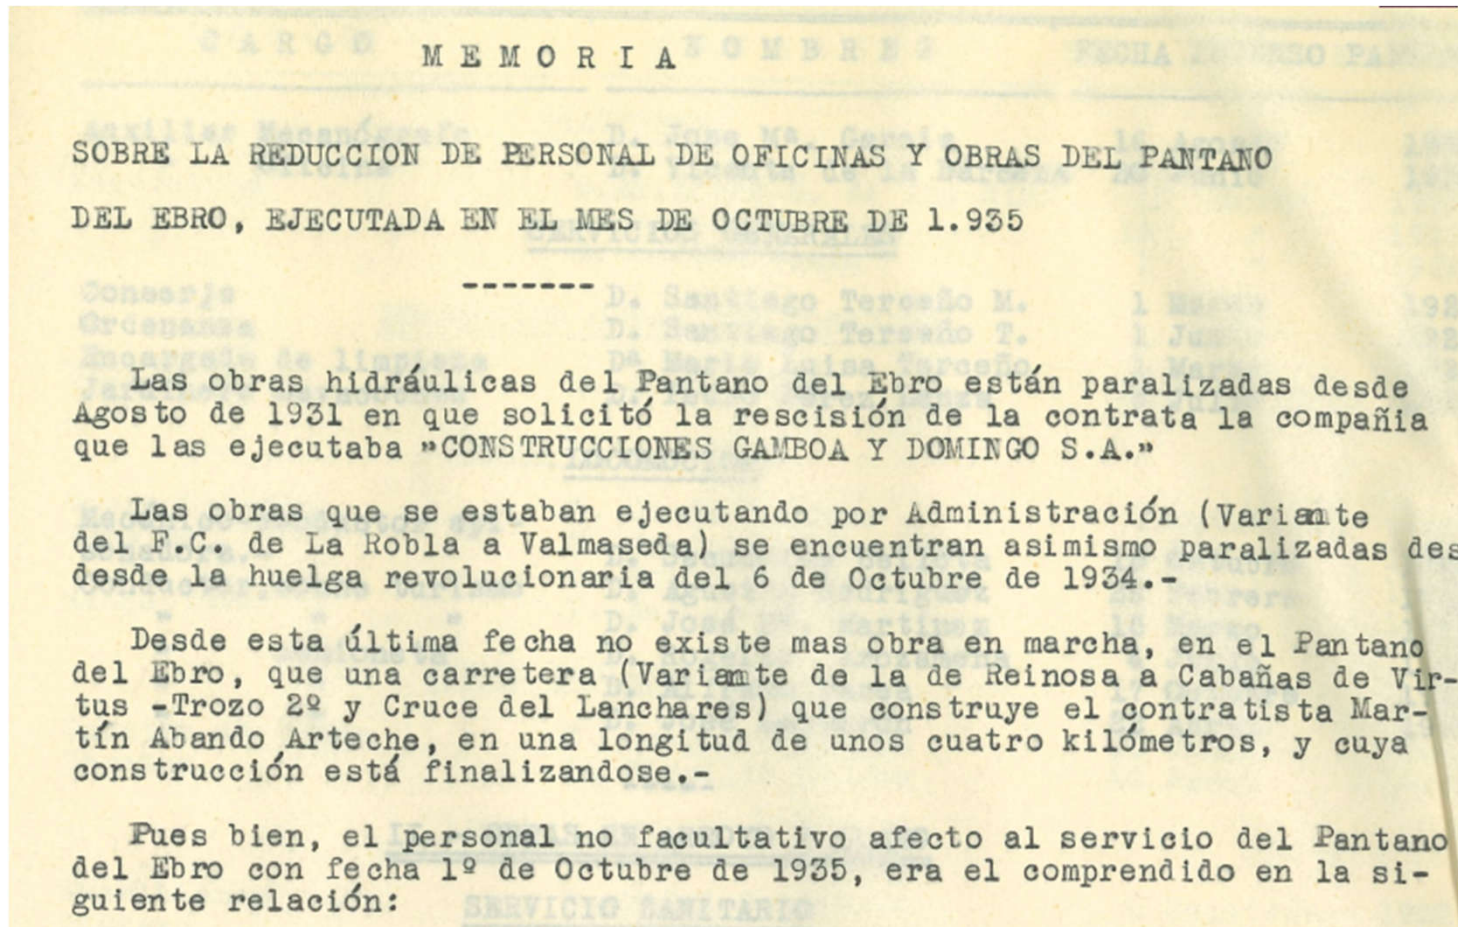 M E M O R I A
SOBRE LA REDUCCION DE PERSONAL DE OFICINAS Y OBRAS DEL PANTANO
DEL EBRO, EJECUTADA EN EL MES DE OCTUBRE DE 1.935
-------
Las obras hidráulicas del Pantano del Ebro están paralizadas desde
Agosto de 1931 en que solicitó la rescisión de la contrata la compañia
que las ejecutaba "CONSTRUCCIONES GAMBOA Y DOMINGO S.A."
Las obras que se estaban ejecutando por Administración (Variante
del F.C. de La Robla a Valmaseda) se encuentran asimismo paralizadas des
desde la huelga revolucionaria del 6 de Octubre de 1934.-
Desde esta última fecha no existe mas obra en marcha, en el Pantano
del Ebro, que una carretera (Variante de la de Reinosa a Cabañas de Vir-
tus -Trozo 2º y Cruce del Lanchares) que construye el contratista Mar-
tín Abando Arteche, en una longitud de unos cuatro kilómetros, y cuya
construcción está finalizandose.-
Pues bien, el personal no facultativo afecto al servicio del Pantano
del Ebro con fecha 1º de Octubre de 1935, era el comprendido en la si-
guiente relación: